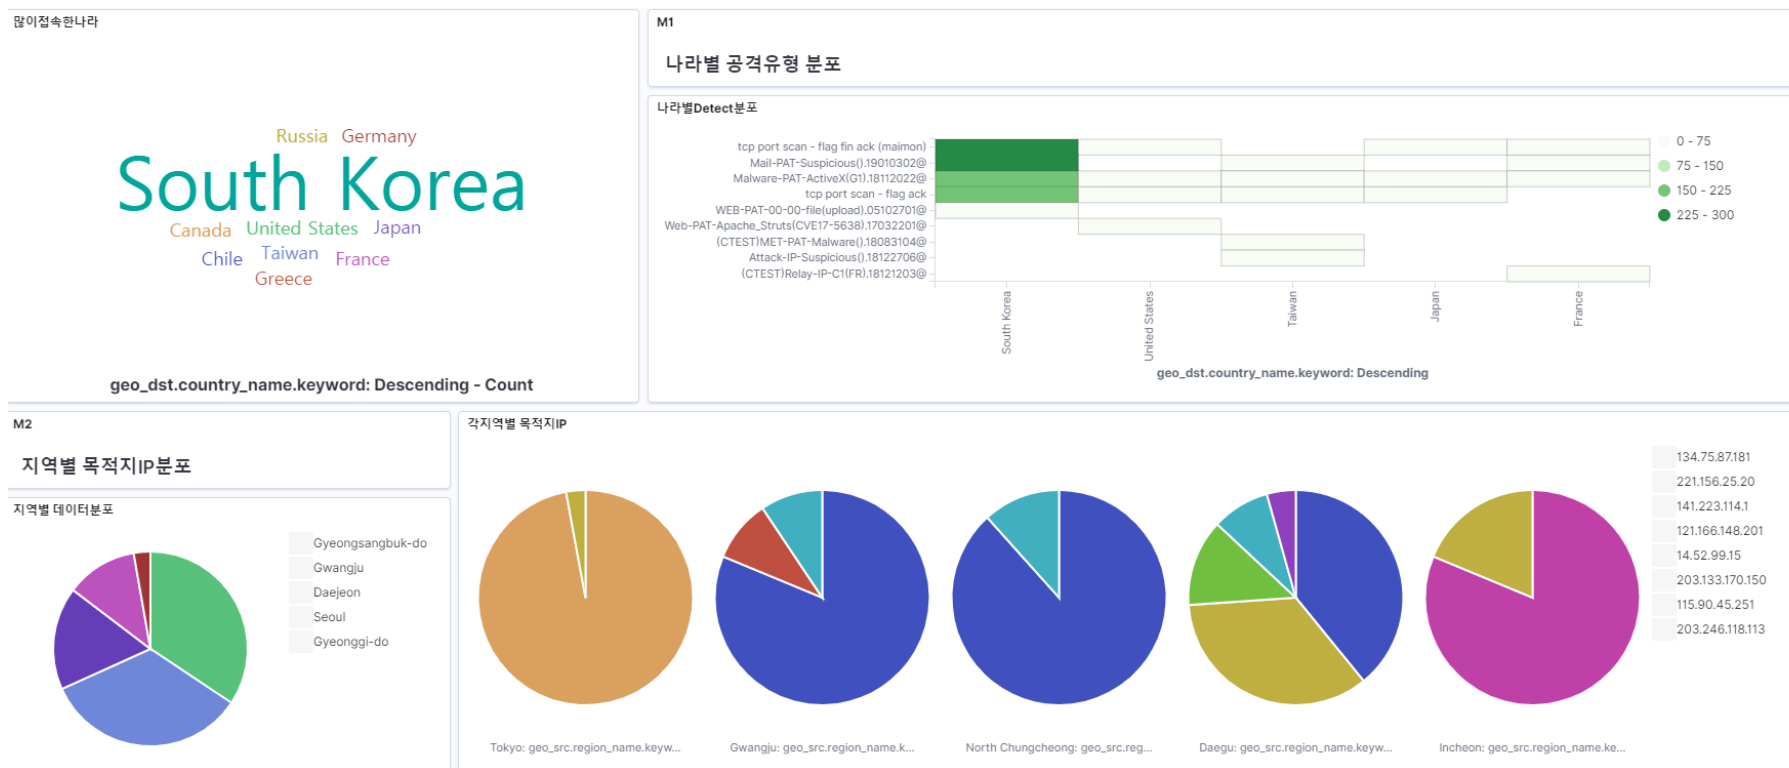 많이접속한나라
Russia Germany
South Korea
Canada United States Japan
Chile Taiwan France
Greece
geo_dst.country_name.keyword: Descending - Count
M1
나라별 공격유형 분포
나라별Detect분포
tcp port scan - flag fin ack (maimon)
Mail-PAT-Suspicious().19010302@
Malware-PAT-ActiveX(G1).18112022@
tcp port scan - flag ack
WEB-PAT-00-00-file(upload).05102701@
Web-PAT-Apache_Struts(CVE17-5638).17032201@
(CTEST)MET-PAT-Malware().18083104@
Attack-IP-Suspicious().18122706@
(CTEST)Relay-IP-C1(FR).18121203@
South Korea
United States
Taiwan
Japan
France
geo_dst.country_name.keyword: Descending
0 - 75
75 - 150
150 - 225
225 - 300
M2
지역별 목적지IP분포
지역별 데이터분포
Gyeongsangbuk-do
Gwangju
Daejeon
Seoul
Gyeonggi-do
각지역별 목적지IP
Tokyo: geo_src.region_name.keyw...
Gwangju: geo_src.region_name.k...
North Chungcheong: geo_src.reg...
Daegu: geo_src.region_name.keyw...
Incheon: geo_src.region_name.ke...
134.75.87.181
221.156.25.20
141.223.114.1
121.166.148.201
14.52.99.15
203.133.170.150
115.90.45.251
203.246.118.113